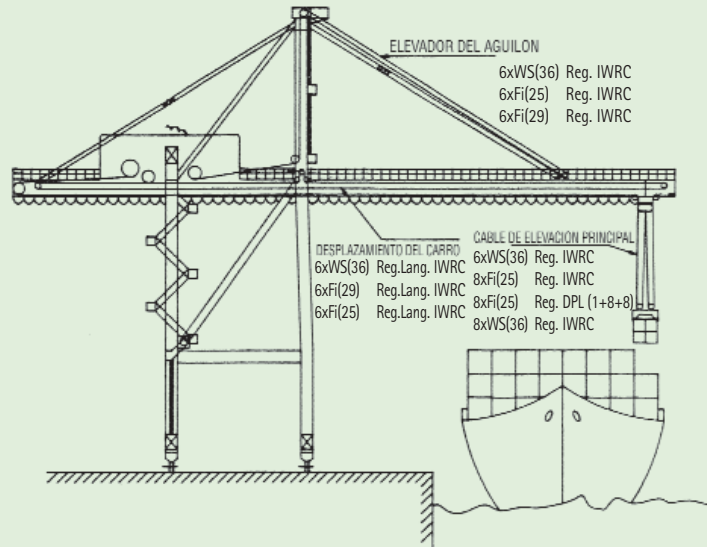 ELEVADOR DEL AGUILON
6xWS(36) Reg. IWRC
6xFi(25) Reg. IWRC
6xFi(29) Reg. IWRC
DESPLAZAMIENTO DEL CARRO
6xWS(36) Reg.Lang. IWRC
6xFi(29) Reg.Lang. IWRC
6xFi(25) Reg.Lang. IWRC
CABLE DE ELEVACION PRINCIPAL
6xWS(36) Reg. IWRC
8xFi(25) Reg. IWRC
8xFi(25) Reg. DPL (1+8+8)
8xWS(36) Reg. IWRC